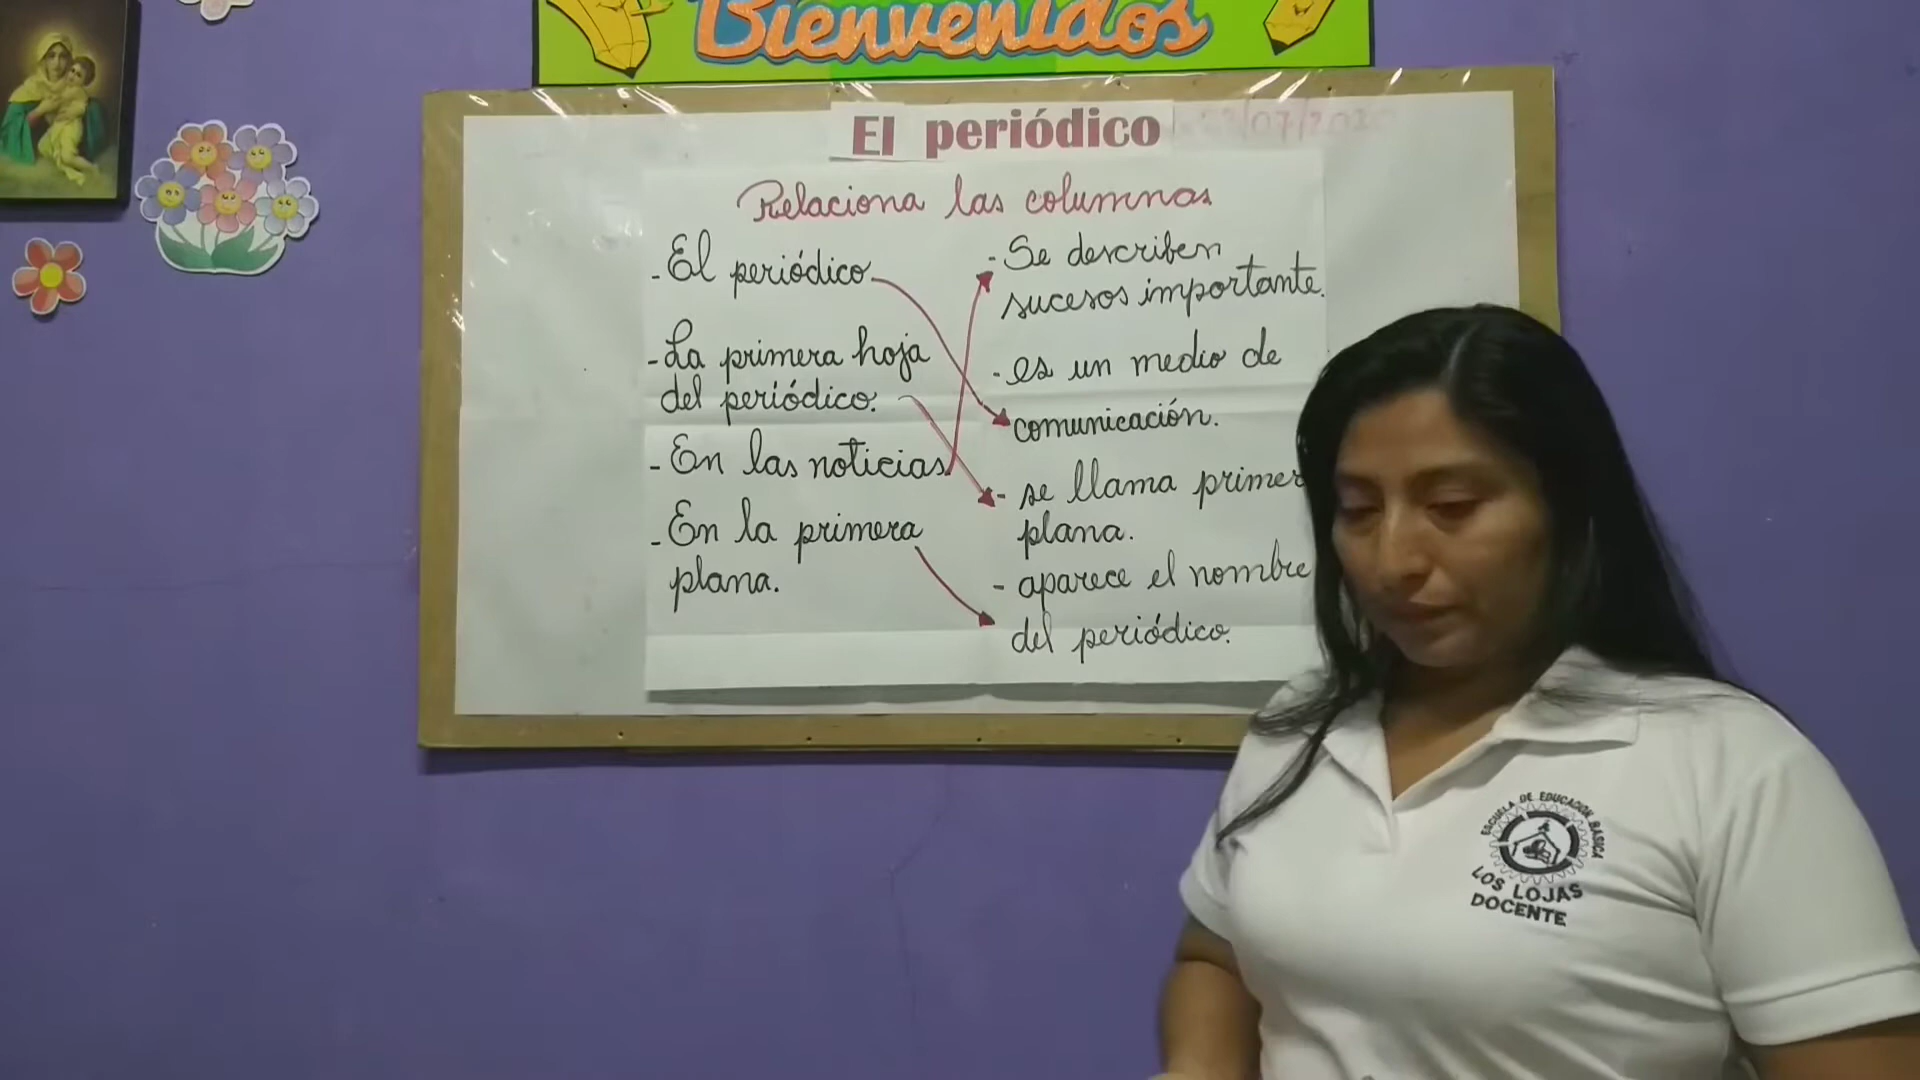 Bienvenidos
El periódico
Relaciona las columnas
- El periódico
- La primera hoja
del periódico.
- En las noticias
- En la primera
plana.
- Se describen
sucesos importante.
- es un medio de
comunicación.
- se llama primer
plana.
- aparece el nombre
del periódico.
ESCUELA DE EDUCACION BASICA
LOS LOJAS
DOCENTE